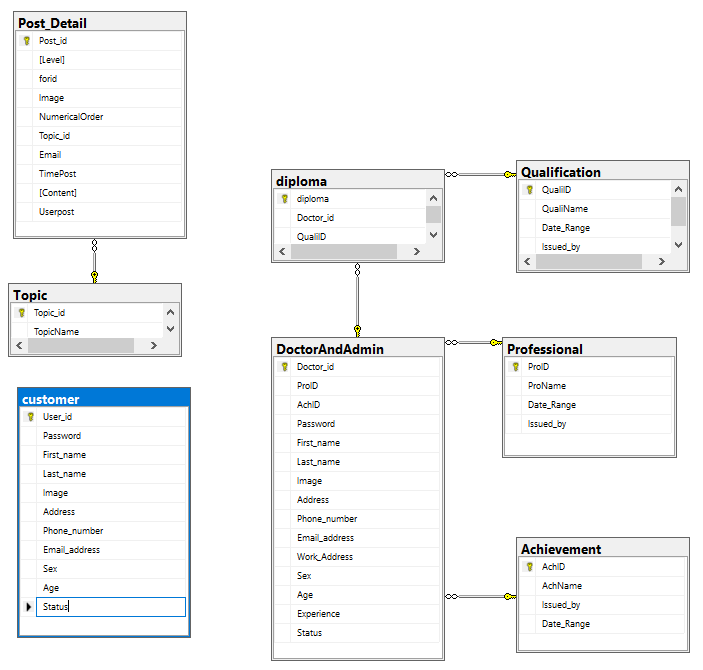 Post_Detail
Post_id
[Level]
forid
Image
NumericalOrder
Topic_id
Email
TimePost
[Content]
Userpost
Topic
Topic_id
TopicName
customer
User_id
Password
First_name
Last_name
Image
Address
Phone_number
Email_address
Sex
Age
Status
diploma
diploma
Doctor_id
QualiID
Qualification
QualiID
QualiName
Date_Range
Issued_by
DoctorAndAdmin
Doctor_id
ProID
AchID
Password
First_name
Last_name
Image
Address
Phone_number
Email_address
Work_Address
Sex
Age
Experience
Status
Professional
ProID
ProName
Date_Range
Issued_by
Achievement
AchID
AchName
Issued_by
Date_Range